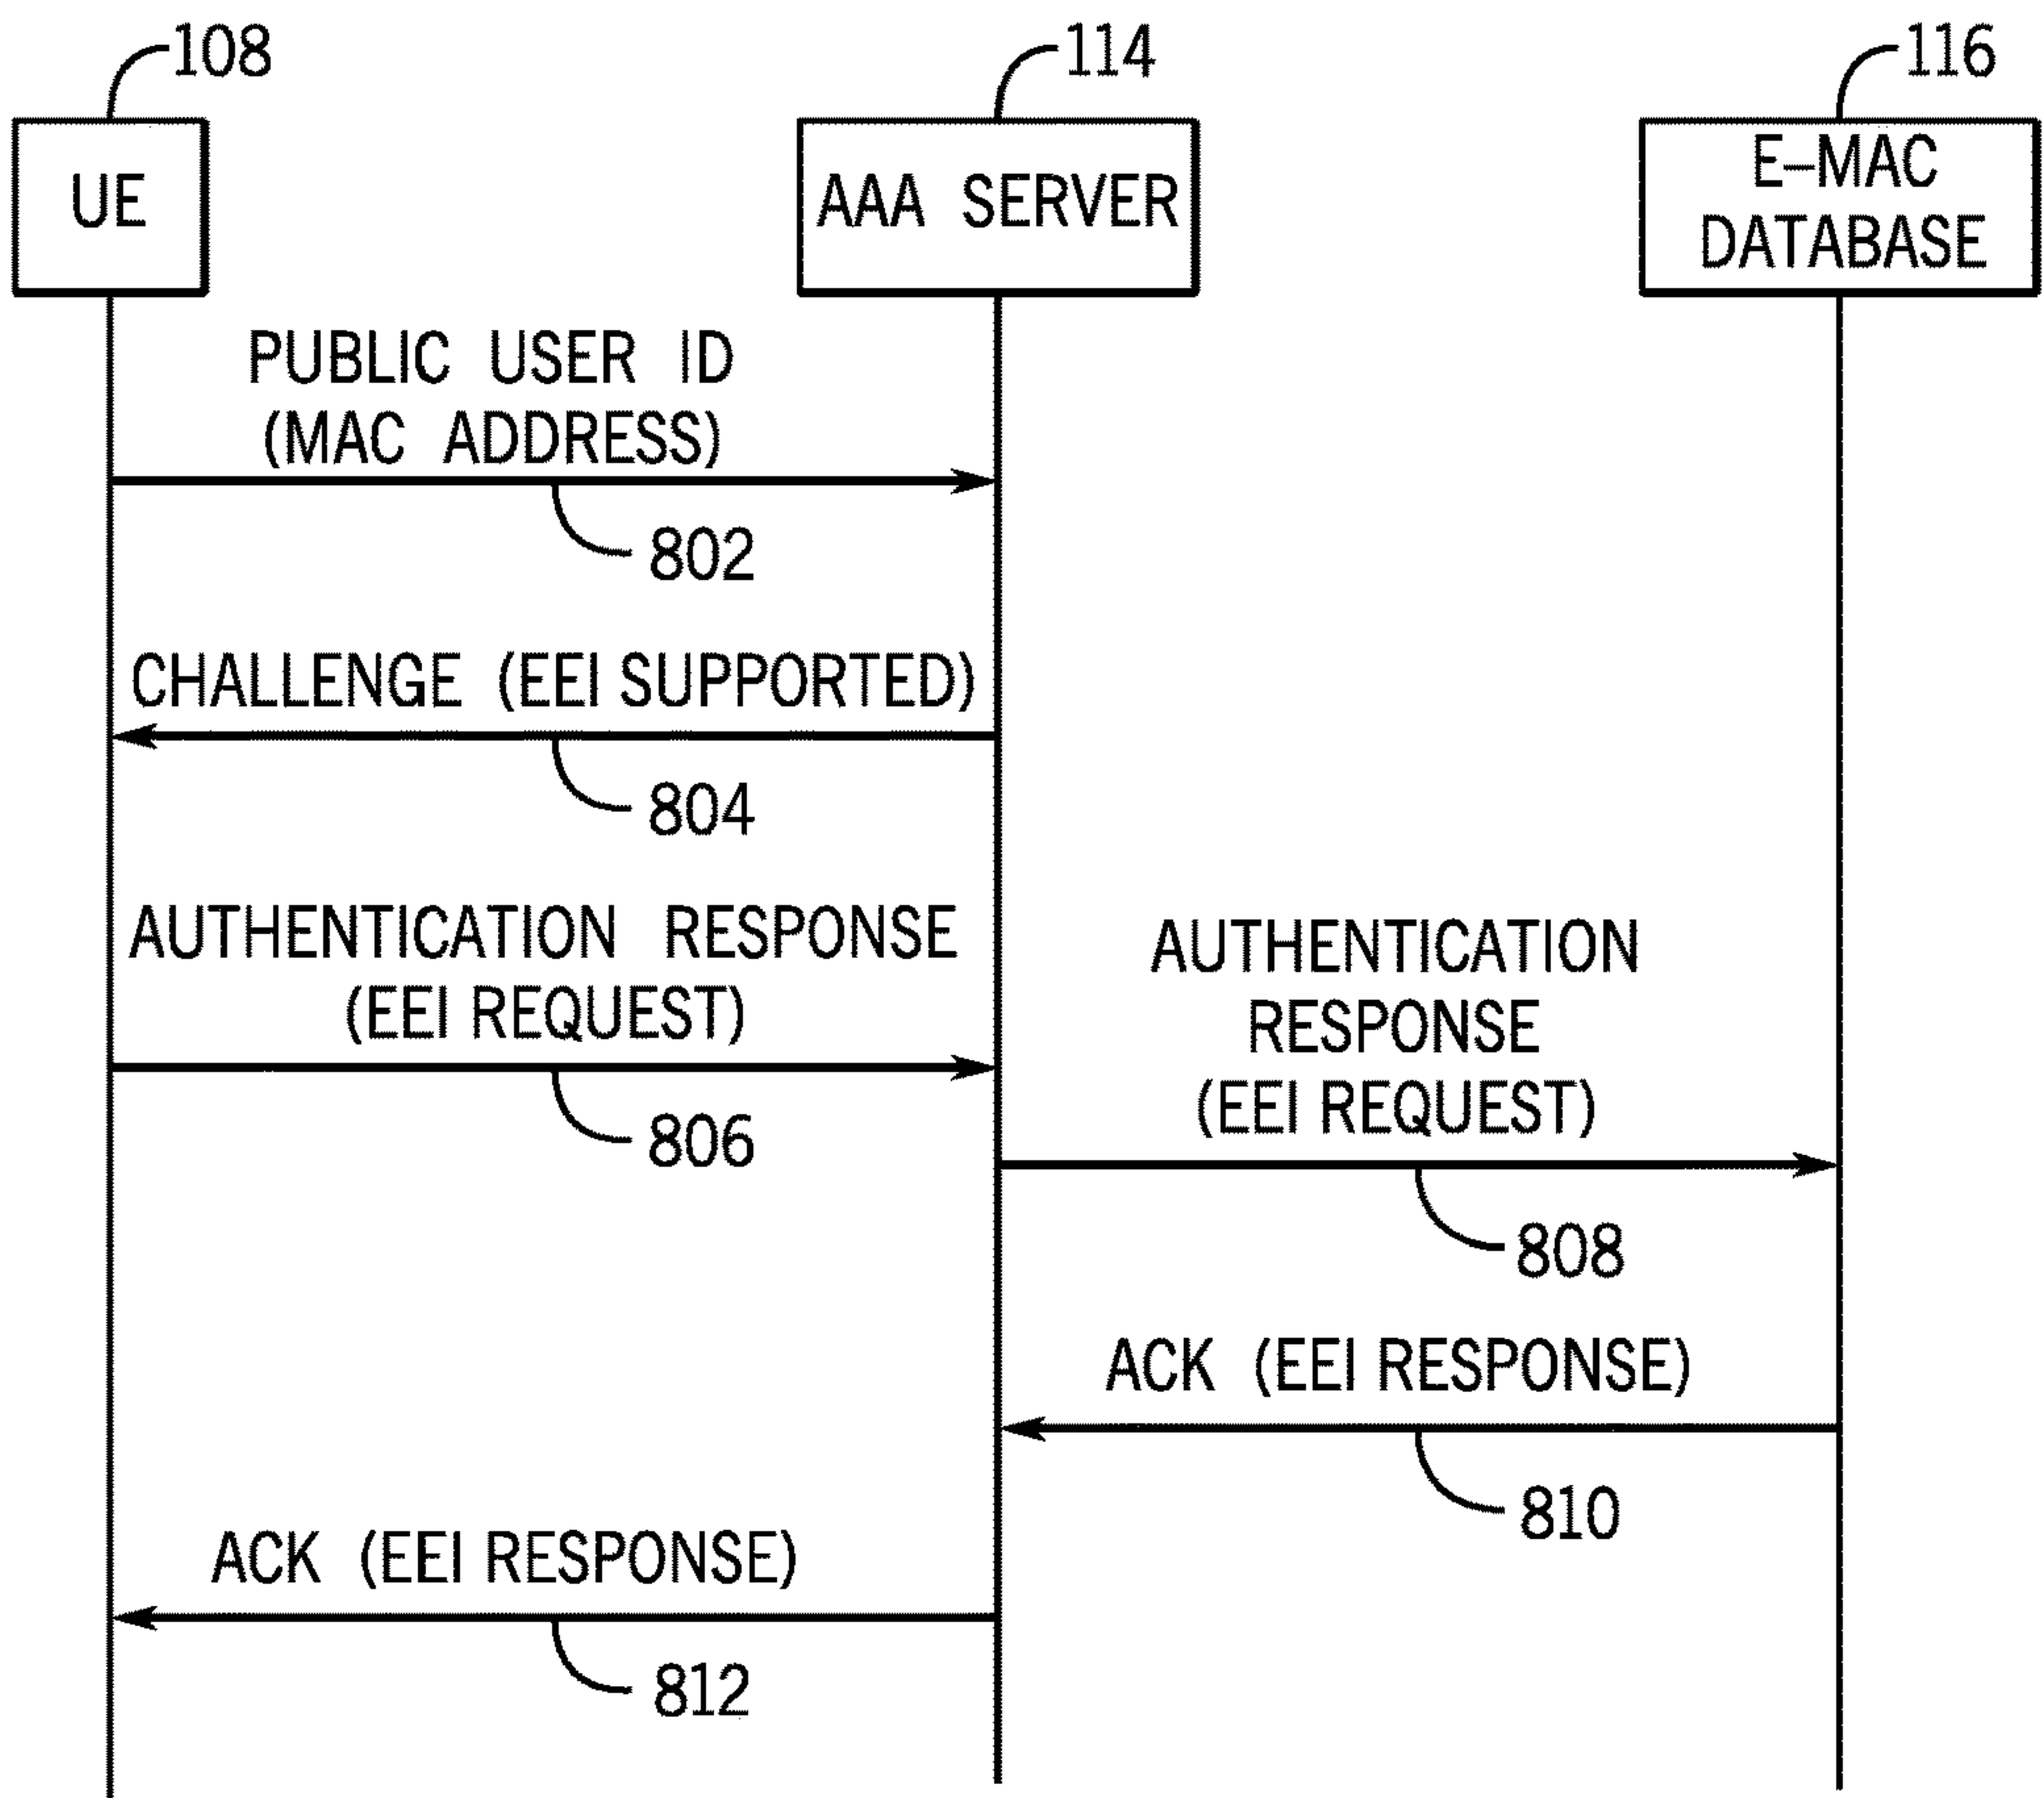 108
114
116
UE
AAA SERVER
E-MAC
DATABASE
PUBLIC USER ID
(MAC ADDRESS)
802
CHALLENGE (EEI SUPPORTED)
804
AUTHENTICATION RESPONSE
(EEI REQUEST)
806
AUTHENTICATION
RESPONSE
(EEI REQUEST)
808
ACK (EEI RESPONSE)
810
ACK (EEI RESPONSE)
812